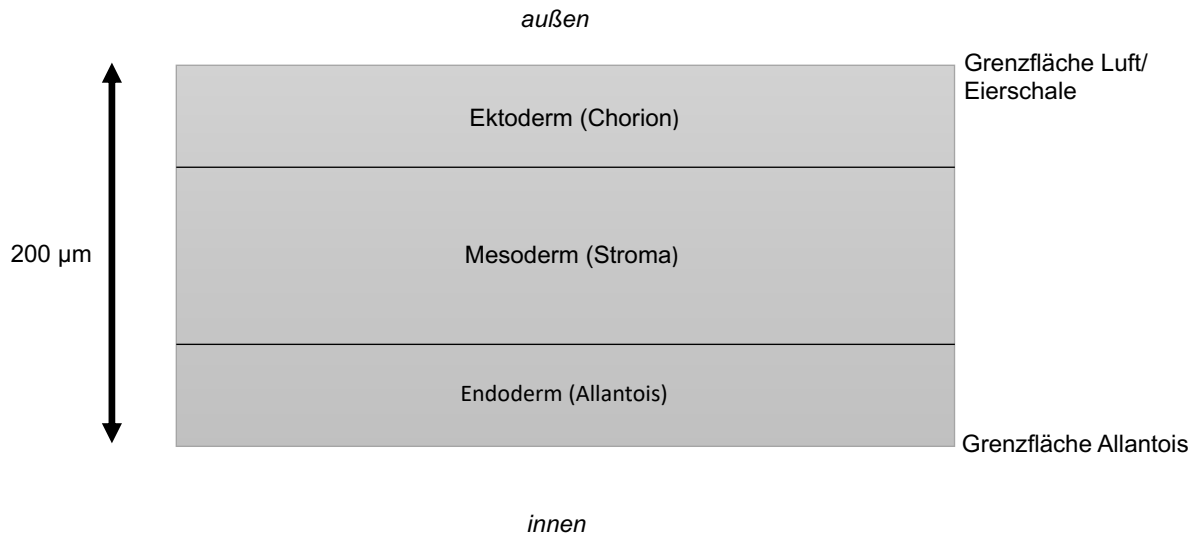 außen
Grenzfläche Luft/
Eierschale
Ektoderm (Chorion)
200 µm
Mesoderm (Stroma)
Endoderm (Allantois)
Grenzfläche Allantois
innen